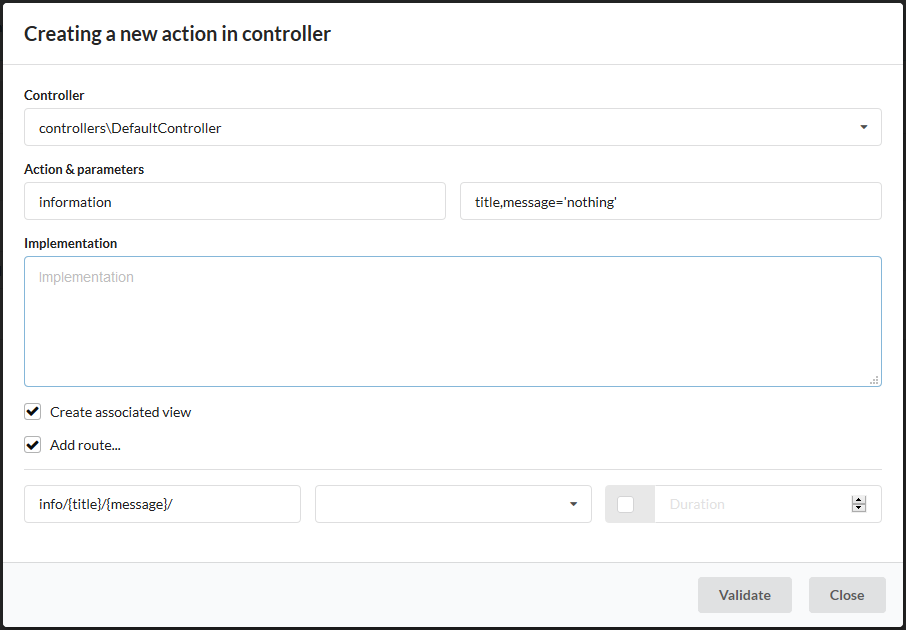 Creating a new action in controller
Controller
controllers\DefaultController
Action & parameters
information
title,message='nothing'
Implementation
Implementation
Create associated view
Add route...
info/{title}/{message}/
Duration
Validate
Close